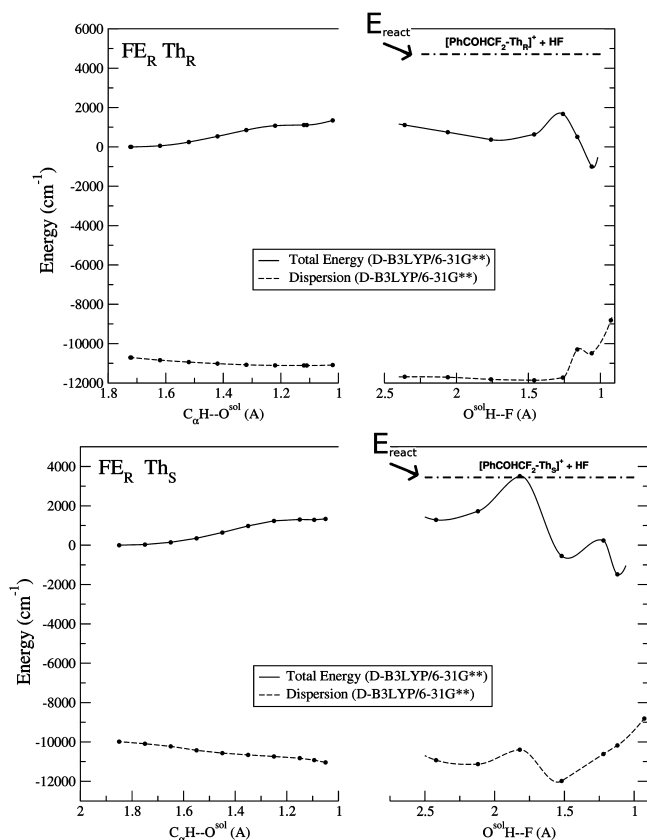 E_react
FE_R Th_R
[PhCOHCF_2-Th_R]^+ + HF
6000
4000
2000
0
-2000
-4000
-6000
-8000
-10000
-12000
Energy (cm^-1)
Total Energy (D-B3LYP/6-31G**)
Dispersion (D-B3LYP/6-31G**)
1.8 1.6 1.4 1.2 1 2.5 2 1.5 1
C_αH--O^sol (A) O^solH--F (A)
E_react
FE_R Th_S
[PhCOHCF_2-Th_S]^+ + HF
4000
2000
0
-2000
-4000
-6000
-8000
-10000
-12000
Energy (cm^-1)
Total Energy (D-B3LYP/6-31G**)
Dispersion (D-B3LYP/6-31G**)
2 1.8 1.6 1.4 1.2 1 2.5 2 1.5 1
C_αH--O^sol (A) O^solH--F (A)